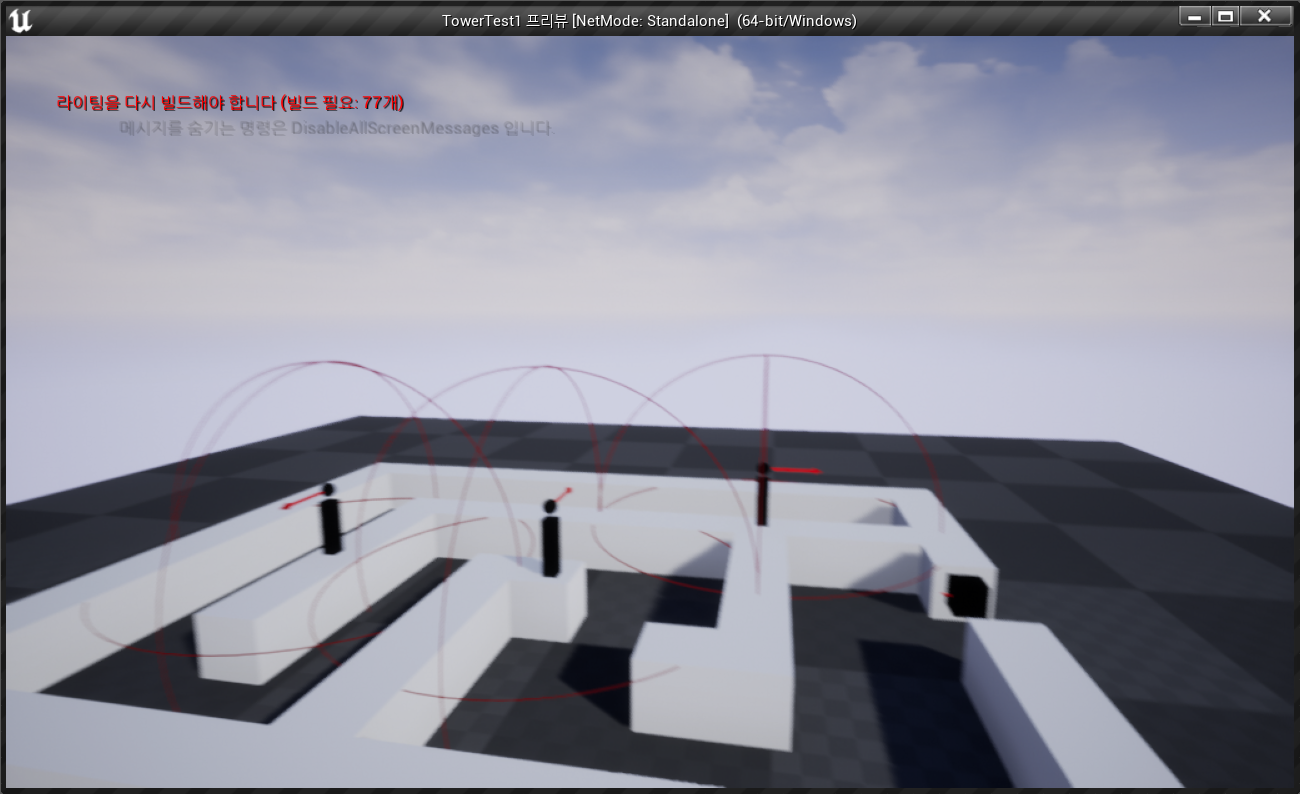 TowerTest1 프리뷰 [NetMode: Standalone] (64-bit/Windows)
라이팅을 다시 빌드해야 합니다 (빌드 필요: 77개)
메시지를 숨기는 명령은 DisableAllScreenMessages 입니다.